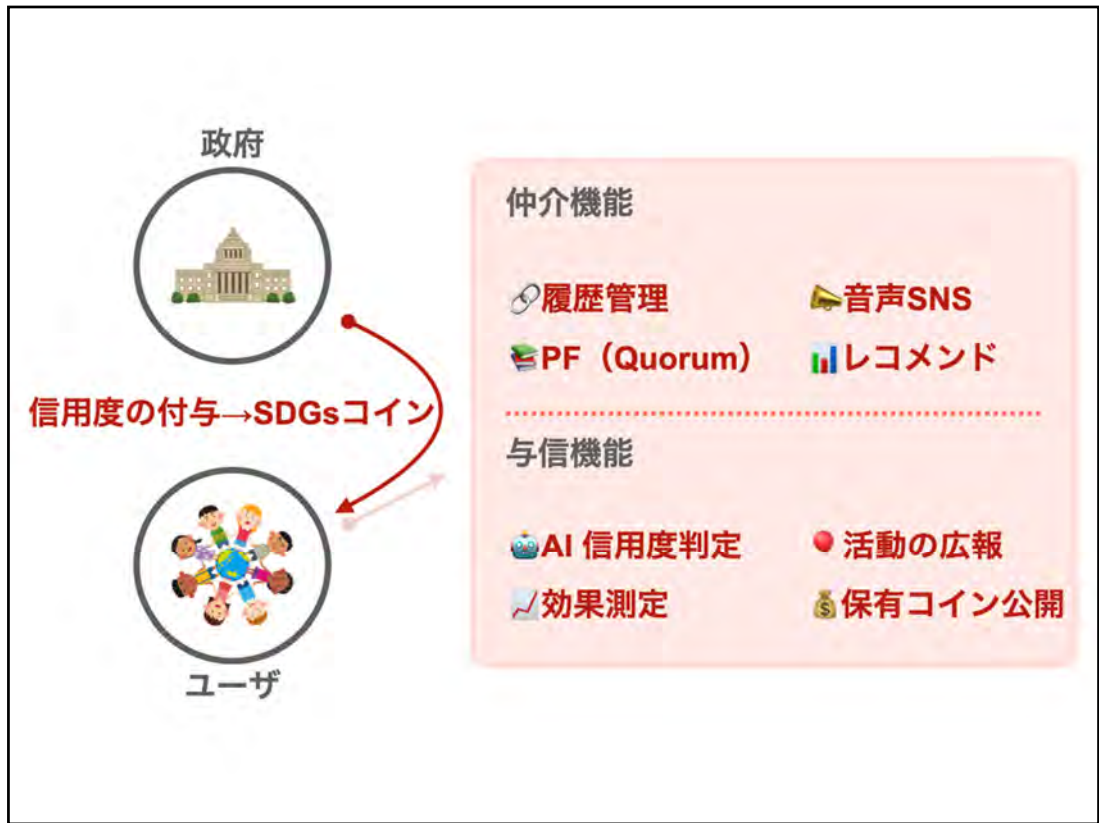 政府
信用度の付与→SDGsコイン
ユーザ
仲介機能
履歴管理
音声SNS
PF（Quorum）
レコメンド
与信機能
AI 信用度判定
活動の広報
効果測定
保有コイン公開